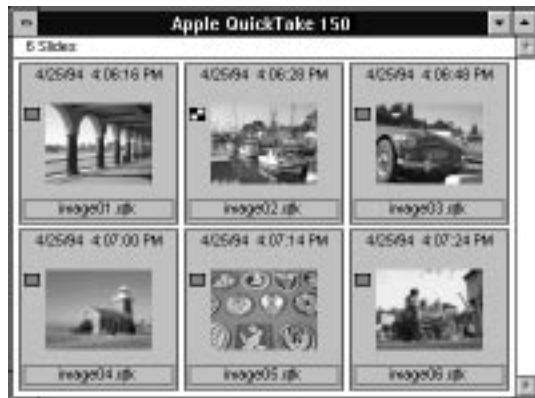 Apple QuickTake 150
6 Slides
4/25/94 4:06:16 PM
4/25/94 4:06:28 PM
4/25/94 4:06:48 PM
image01.qtk
image02.qtk
image03.qtk
4/25/94 4:07:00 PM
4/25/94 4:07:14 PM
4/25/94 4:07:24 PM
image04.qtk
image05.qtk
image06.qtk